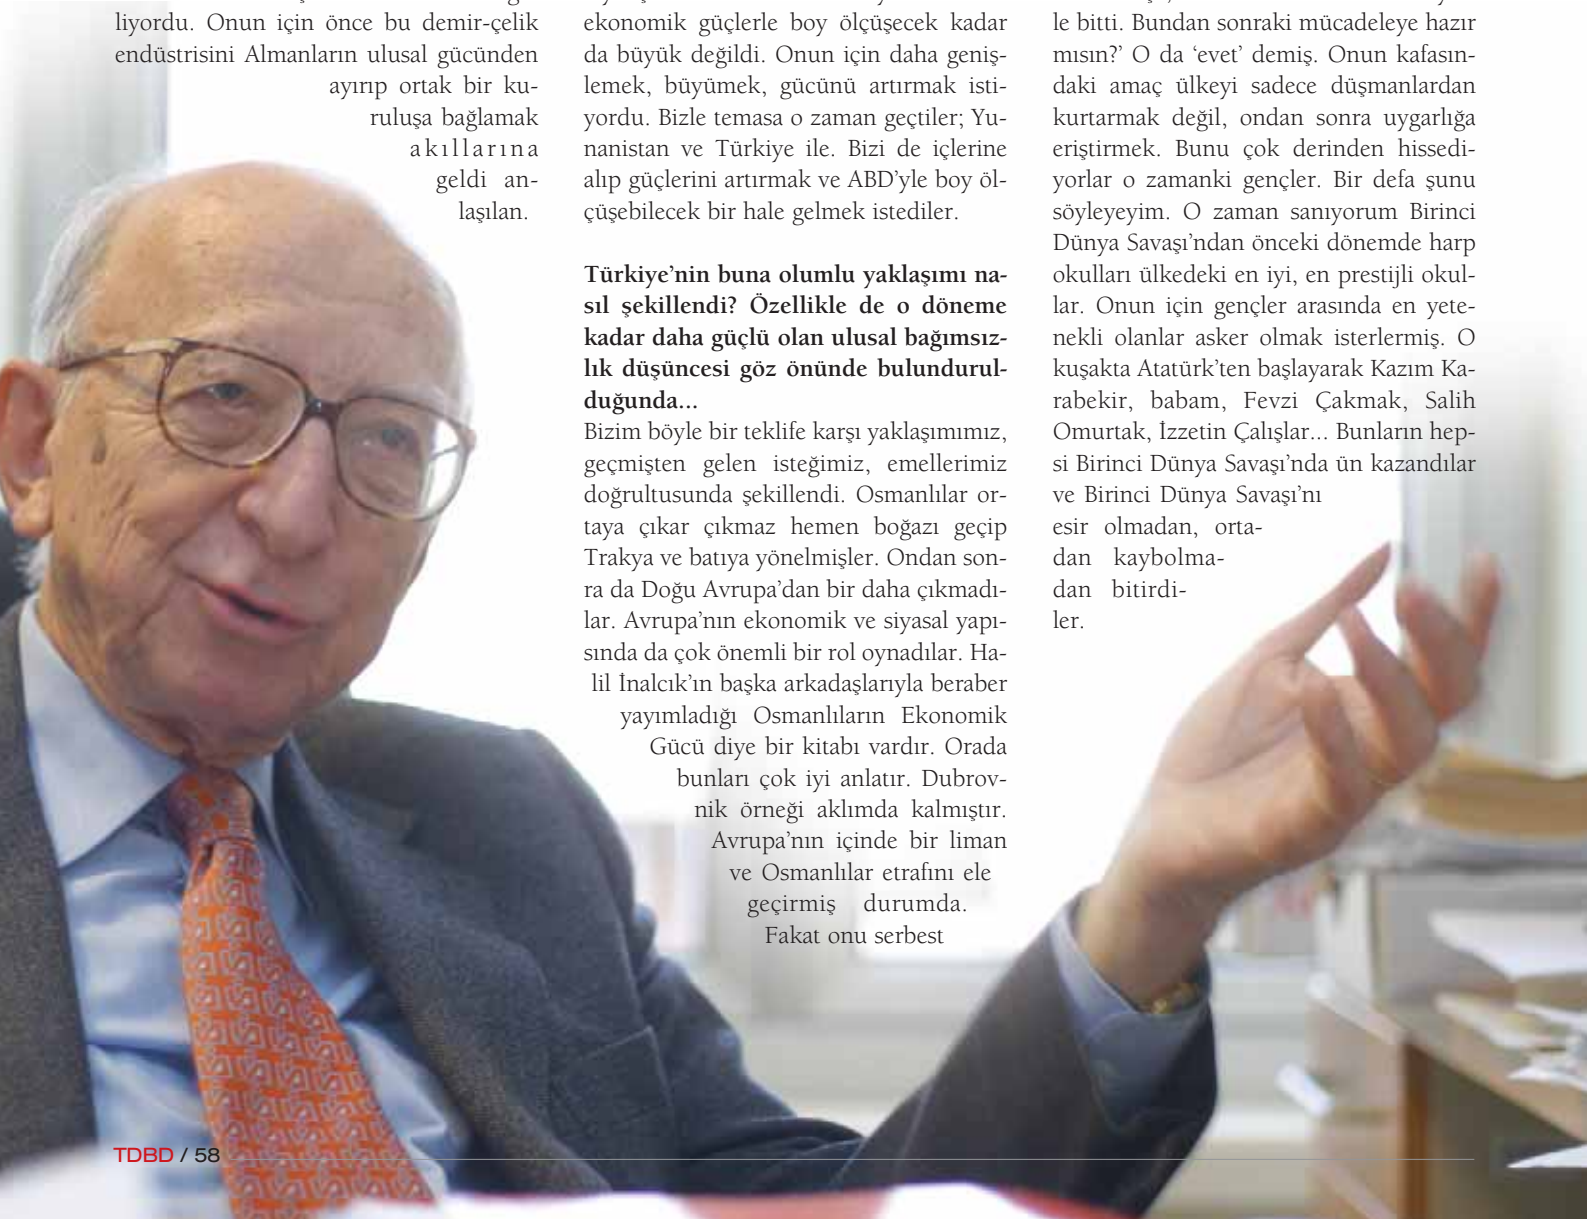 liyordu. Onun için önce bu demir-çelik
endüstrisini Almanların ulusal gücünden
ayırıp ortak bir ku-
ruluşa bağlamak
akıllarına
geldi an-
laşılan.
ekonomik güçlerle boy ölçüşecek kadar
da büyük değildi. Onun için daha geniş-
lemek, büyümek, gücünü artırmak isti-
yordu. Bizle temasa o zaman geçtiler; Yu-
nanistan ve Türkiye ile. Bizi de içlerine
alıp güçlerini artırmak ve ABD’yle boy öl-
çüşebilecek bir hale gelmek istediler.
Türkiye’nin buna olumlu yaklaşımı na-
sıl şekillendi? Özellikle de o döneme
kadar daha güçlü olan ulusal bağımsız-
lık düşüncesi göz önünde bulundurul-
duğunda...
Bizim böyle bir teklife karşı yaklaşımımız,
geçmişten gelen isteğimiz, emellerimiz
doğrultusunda şekillendi. Osmanlılar or-
taya çıkar çıkmaz hemen boğazı geçip
Trakya ve batıya yönelmişler. Ondan son-
ra da Doğu Avrupa’dan bir daha çıkmadı-
lar. Avrupa’nın ekonomik ve siyasal yapı-
sında da çok önemli bir rol oynadılar. Ha-
lil İnalcık’ın başka arkadaşlarıyla beraber
yayımladığı Osmanlıların Ekonomik
Gücü diye bir kitabı vardır. Orada
bunları çok iyi anlatır. Dubrov-
nik örneği aklımda kalmıştır.
Avrupa’nın içinde bir liman
ve Osmanlılar etrafını ele
geçirmiş durumda.
Fakat onu serbest
le bitti. Bundan sonraki mücadeleye hazır
mısın?’ O da ‘evet’ demiş. Onun kafasın-
daki amaç ülkeyi sadece düşmanlardan
kurtarmak değil, ondan sonra uygarlığa
eriştirmek. Bunu çok derinden hissedi-
yorlar o zamanki gençler. Bir defa şunu
söyleyeyim. O zaman sanıyorum Birinci
Dünya Savaşı’ndan önceki dönemde harp
okulları ülkedeki en iyi, en prestijli okul-
lar. Onun için gençler arasında en yete-
nekli olanlar asker olmak isterlermiş. O
kuşakta Atatürk’ten başlayarak Kazım Ka-
rabekir, babam, Fevzi Çakmak, Salih
Omurtak, İzzetin Çalışlar... Bunların hep-
si Birinci Dünya Savaşı’nda ün kazandılar
ve Birinci Dünya Savaşı’nı
esir olmadan, orta-
dan kaybolma-
dan bitirdi-
ler.
TDBD / 58